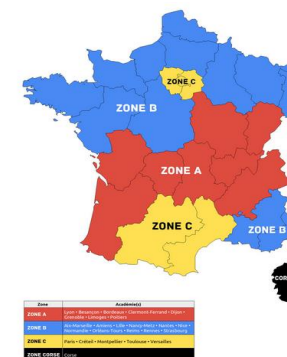 ZONE C
ZONE B
ZONE A
ZONE C
ZONE B
COR
Zone Académie(s)
ZONE A Lyon • Besançon • Bordeaux • Clermont-Ferrand • Dijon •
Grenoble • Limoges • Poitiers
ZONE B Aix-Marseille • Amiens • Lille • Nancy-Metz • Nantes • Nice •
Normandie • Orléans-Tours • Reims • Rennes • Strasbourg
ZONE C Paris • Créteil • Montpellier • Toulouse • Versailles
ZONE CORSE Corse